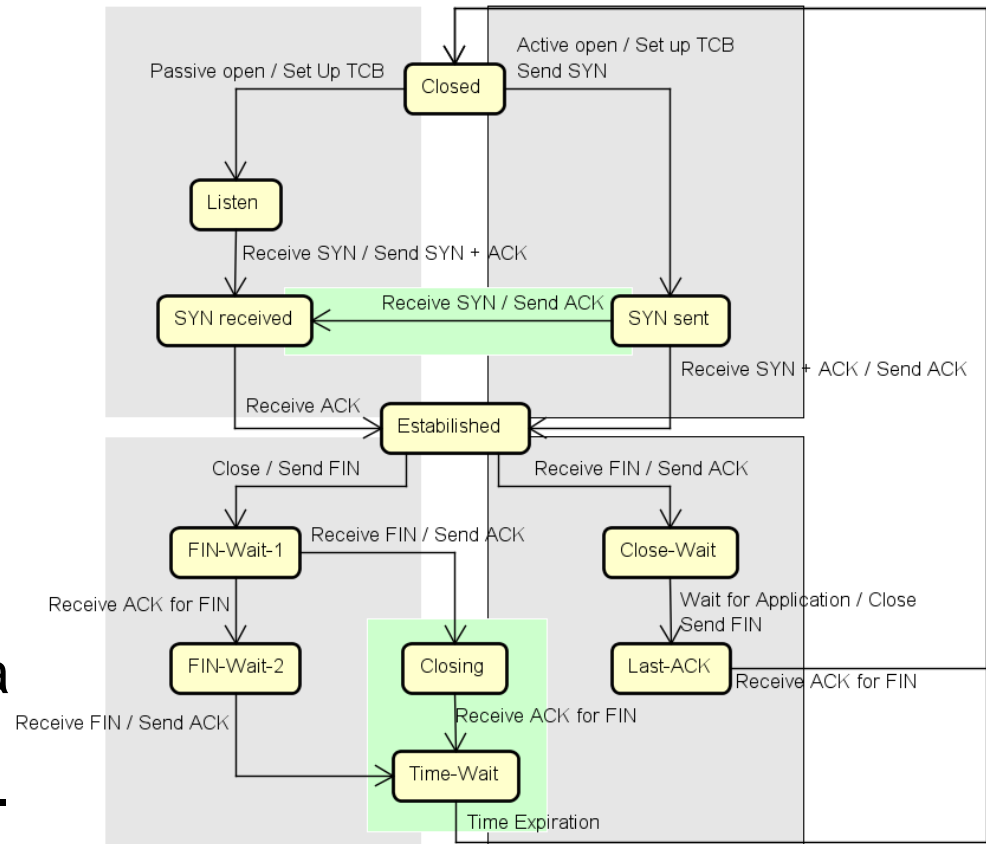 Active open / Set up TCB
Send SYN
Passive open / Set Up TCB
Closed
Listen
Receive SYN / Send SYN + ACK
Receive SYN / Send ACK
SYN received
SYN sent
Receive SYN + ACK / Send ACK
Receive ACK
Estabilished
Close / Send FIN
Receive FIN / Send ACK
Receive FIN / Send ACK
FIN-Wait-1
Close-Wait
Receive ACK for FIN
Wait for Application / Close
Send FIN
FIN-Wait-2
Closing
Last-ACK
a
Receive ACK for FIN
Receive FIN / Send ACK
Receive ACK for FIN
Time-Wait
Time Expiration